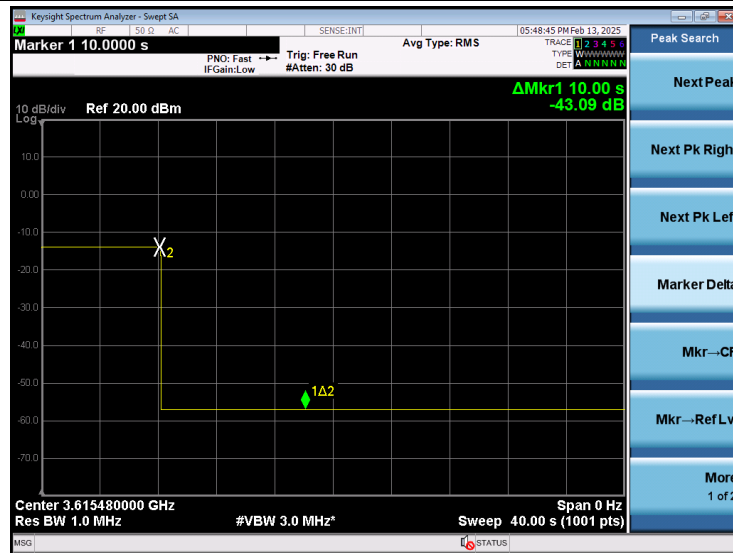 Keysight Spectrum Analyzer - Swept SA
LXI RF 50 Ω AC SENSE:INT 05:48:45 PM Feb 13, 2025
Marker 1 10.0000 s
PNO: Fast
IFGain:Low
Trig: Free Run
#Atten: 30 dB
Avg Type: RMS
TRACE 1 2 3 4 5 6
TYPE WWWWWW
DET A N N N N N
Peak Search
ΔMkr1 10.00 s
-43.09 dB
10 dB/div Ref 20.00 dBm
Log
10.0
0.00
-10.0
-20.0
-30.0
-40.0
-50.0
-60.0
-70.0
2
1Δ2
Center 3.615480000 GHz
Span 0 Hz
Res BW 1.0 MHz
#VBW 3.0 MHz*
Sweep 40.00 s (1001 pts)
MSG
STATUS
Next Peak
Next Pk Righ
Next Pk Lef
Marker Delta
Mkr→CF
Mkr→Ref Lv
More
1 of 2